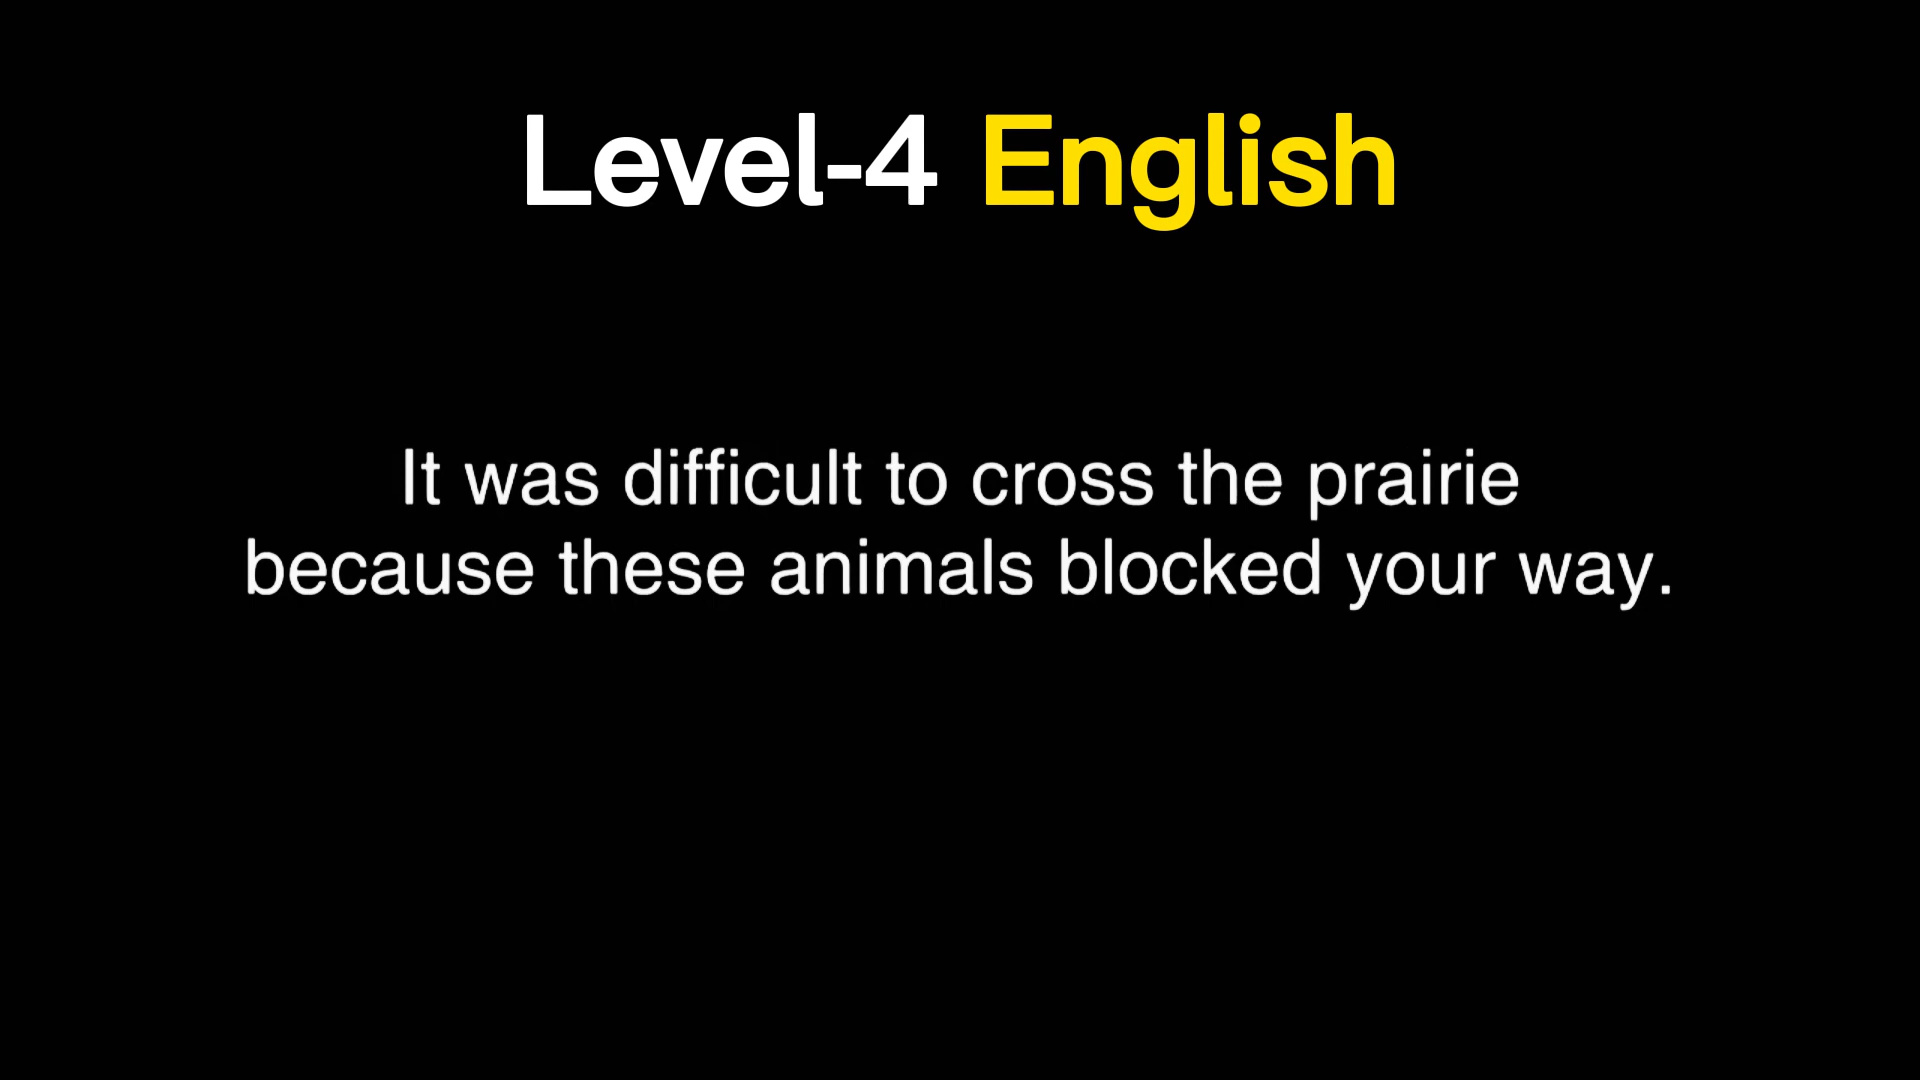 Level-4 English
It was difficult to cross the prairie
because these animals blocked your way.